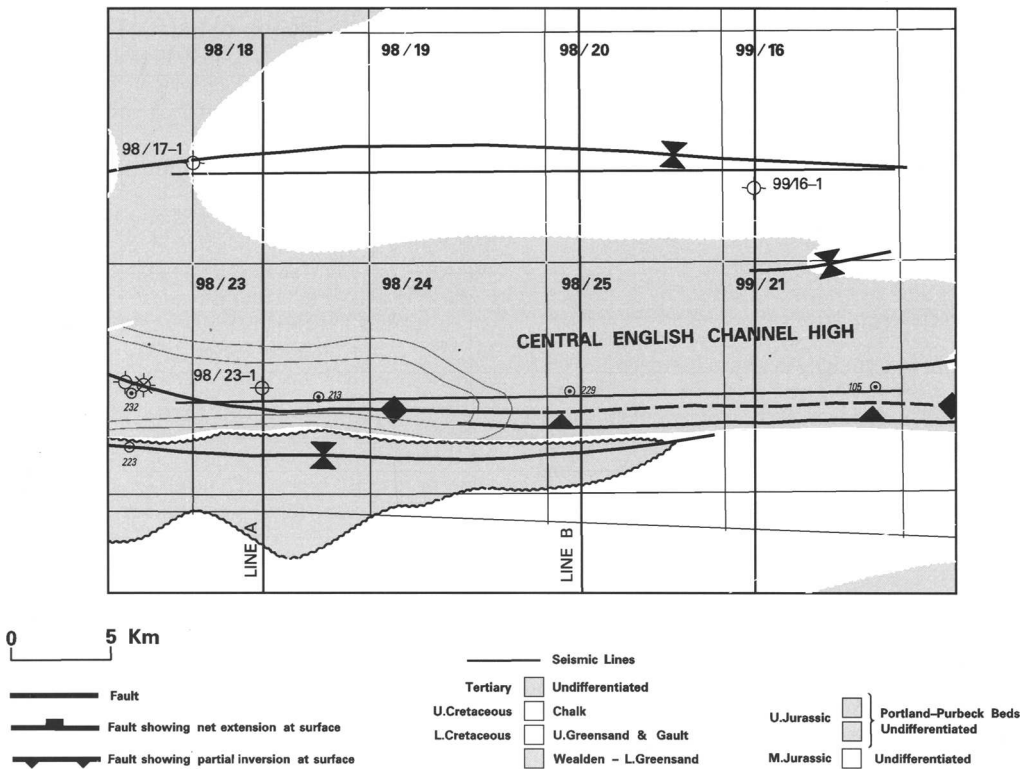 98/18 98/19 98/20 99/16
98/17–1
99/16–1
98/23 98/24 98/25 99/21
CENTRAL ENGLISH CHANNEL HIGH
98/23–1
213 229 105
232
223
LINE A
LINE B
0 5 Km
Fault
Fault showing net extension at surface
Fault showing partial inversion at surface
Seismic Lines
Tertiary Undifferentiated
U.Cretaceous Chalk
L.Cretaceous U.Greensand & Gault
Wealden – L.Greensand
U.Jurassic Portland–Purbeck Beds
Undifferentiated
M.Jurassic Undifferentiated